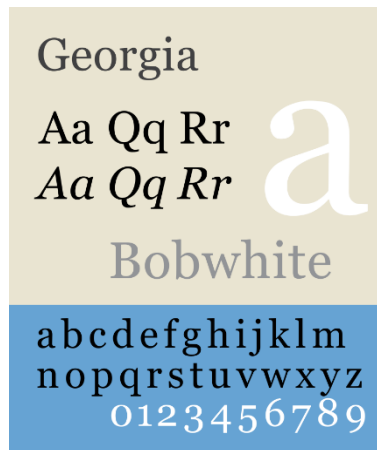 Georgia
Aa Qq Rr
Aa Qq Rr
a
Bobwhite
abcdefghijklm
nopqrstuvwxyz
0123456789